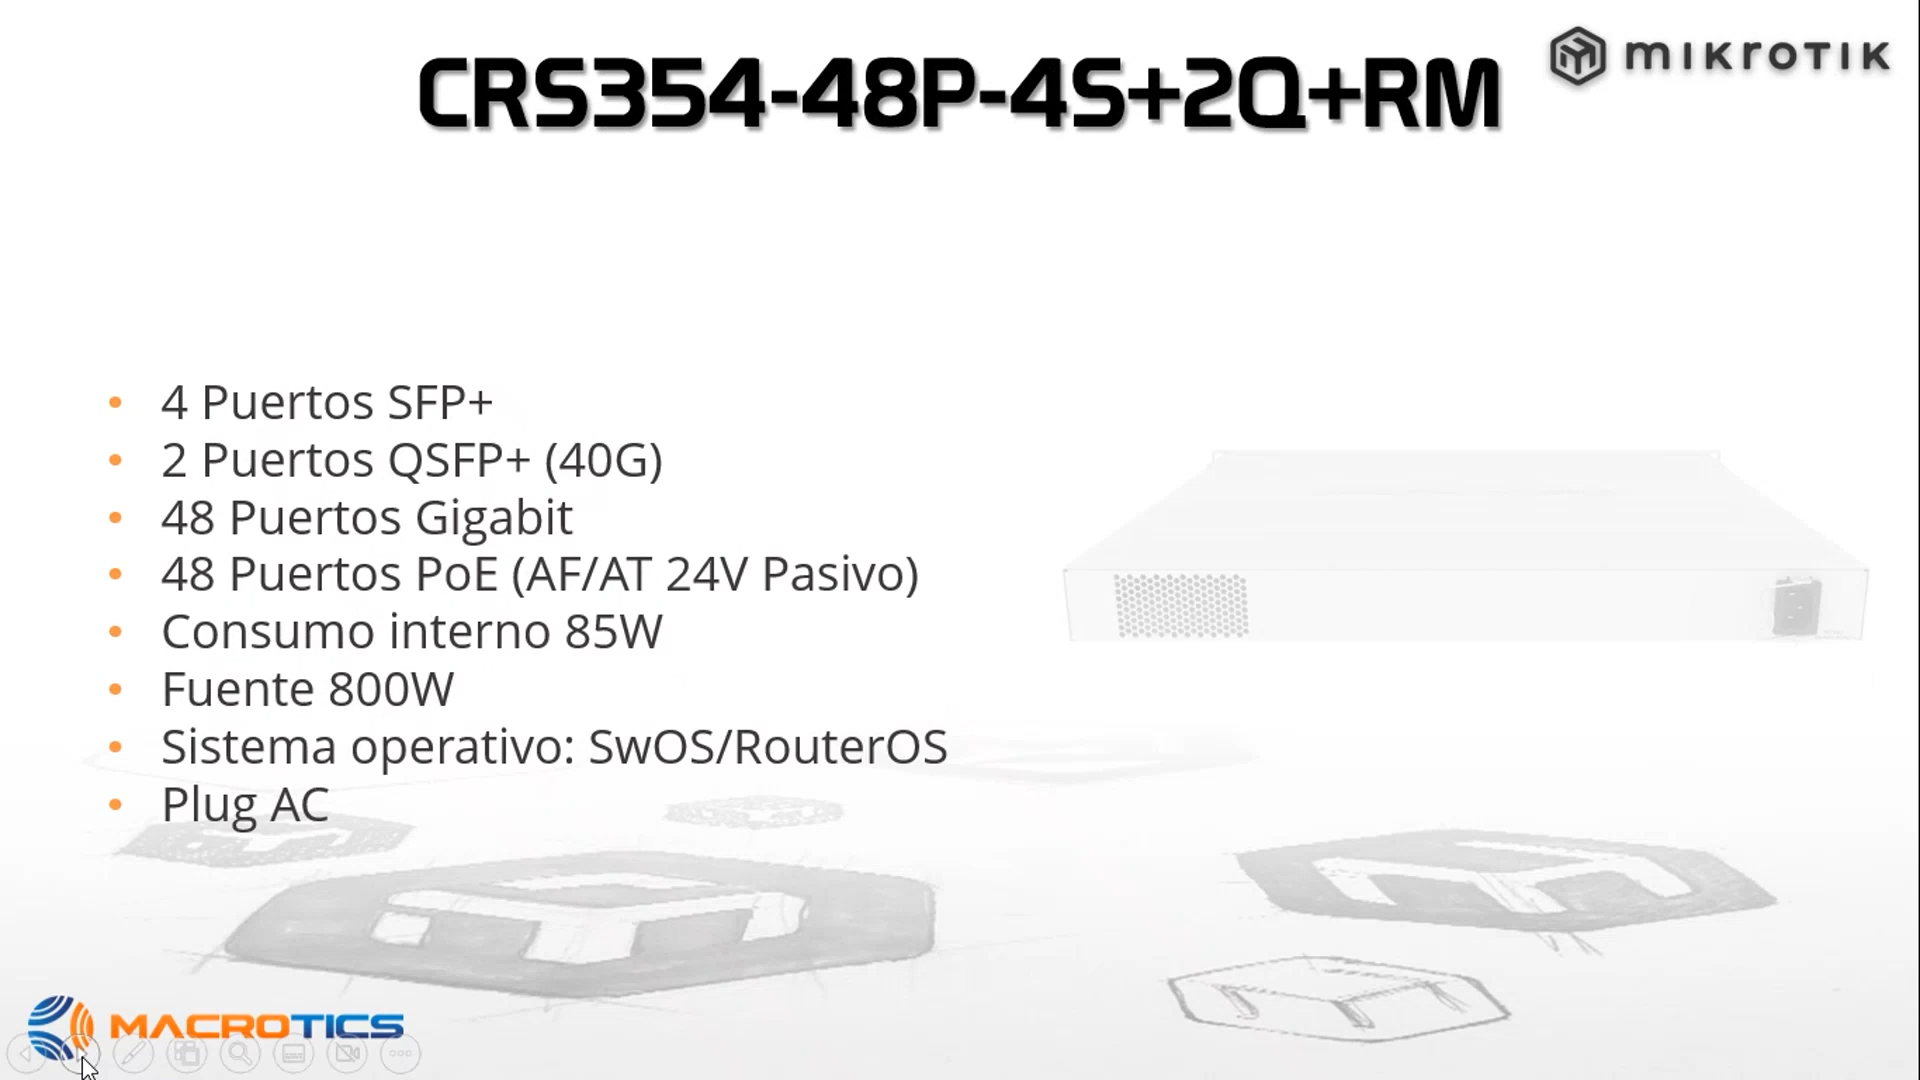 CRS354-48P-4S+2Q+RM
mikrotik
4 Puertos SFP+
2 Puertos QSFP+ (40G)
48 Puertos Gigabit
48 Puertos PoE (AF/AT 24V Pasivo)
Consumo interno 85W
Fuente 800W
Sistema operativo: SwOS/RouterOS
Plug AC
MACROTICS